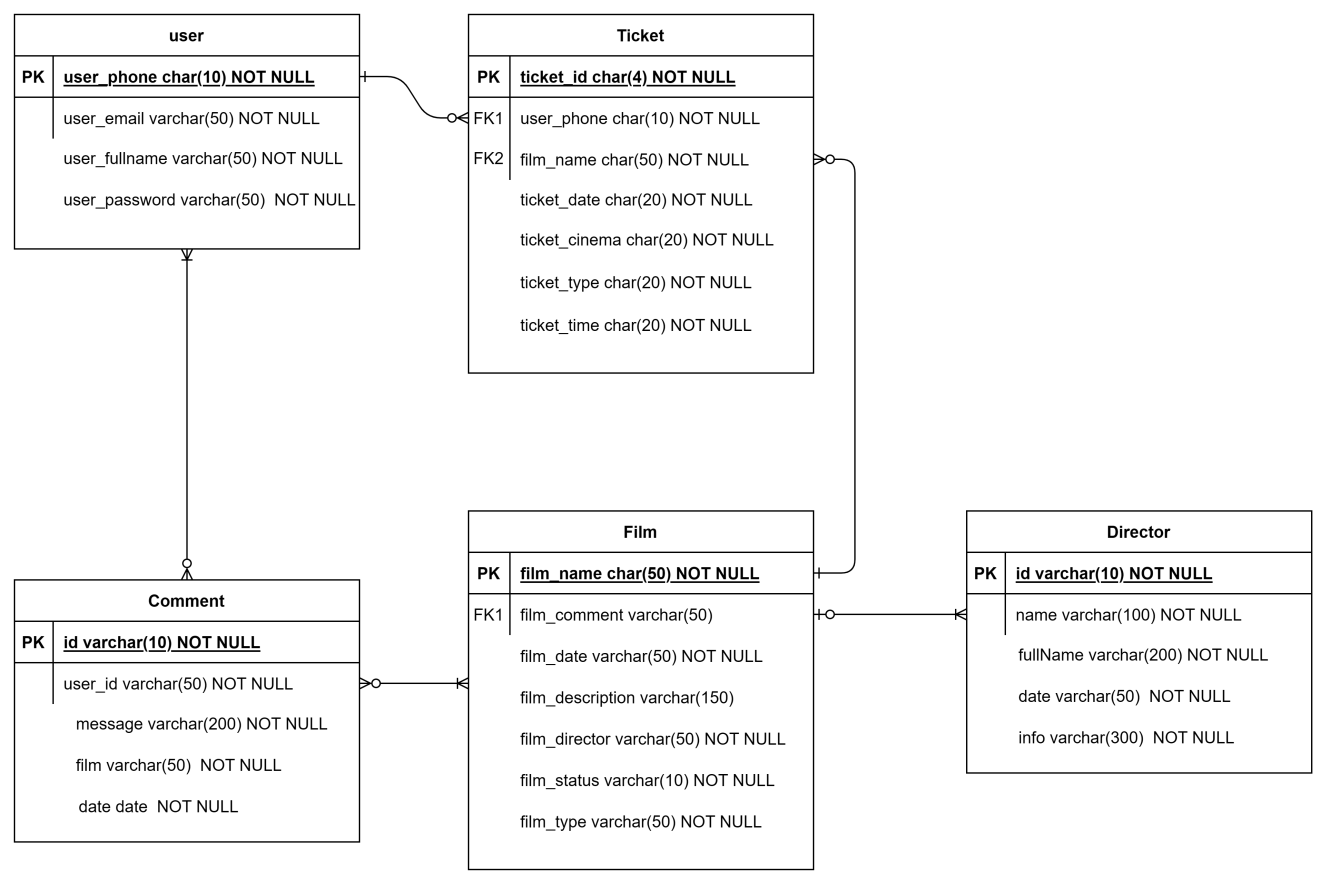 user
PK user_phone char(10) NOT NULL
user_email varchar(50) NOT NULL
user_fullname varchar(50) NOT NULL
user_password varchar(50)  NOT NULL
Ticket
PK ticket_id char(4) NOT NULL
FK1 user_phone char(10) NOT NULL
FK2 film_name char(50) NOT NULL
ticket_date char(20) NOT NULL
ticket_cinema char(20) NOT NULL
ticket_type char(20) NOT NULL
ticket_time char(20) NOT NULL
Comment
PK id varchar(10) NOT NULL
user_id varchar(50) NOT NULL
message varchar(200) NOT NULL
film varchar(50)  NOT NULL
date date  NOT NULL
Film
PK film_name char(50) NOT NULL
FK1 film_comment varchar(50)
film_date varchar(50) NOT NULL
film_description varchar(150)
film_director varchar(50) NOT NULL
film_status varchar(10) NOT NULL
film_type varchar(50) NOT NULL
Director
PK id varchar(10) NOT NULL
name varchar(100) NOT NULL
fullName varchar(200) NOT NULL
date varchar(50)  NOT NULL
info varchar(300)  NOT NULL